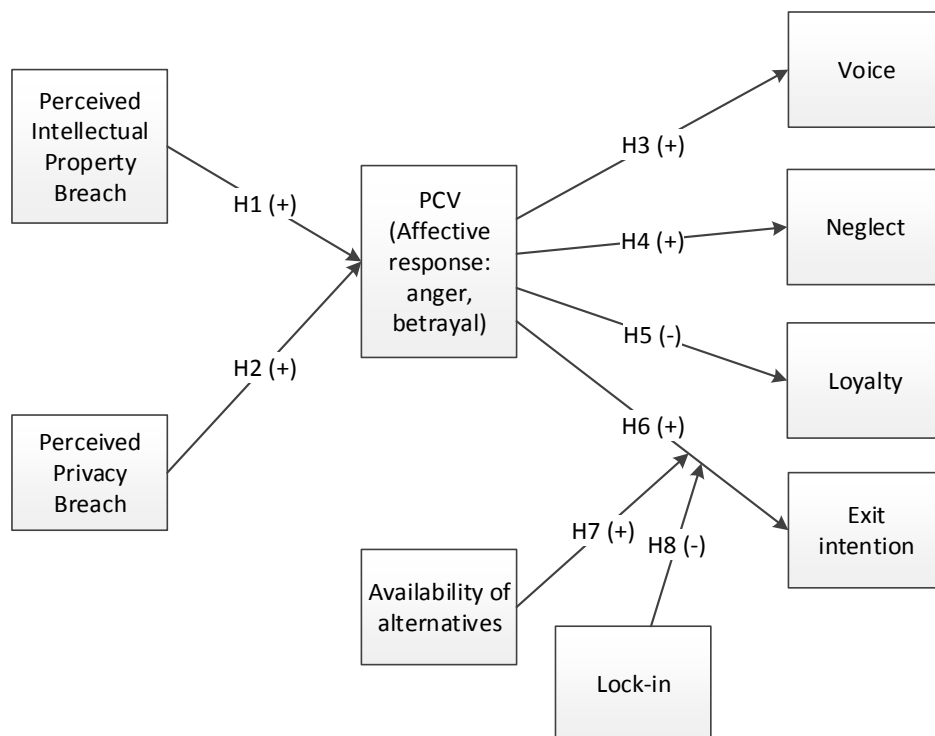 Perceived
Intellectual
Property
Breach
H1 (+)
H2 (+)
Perceived
Privacy
Breach
PCV
(Affective
response:
anger,
betrayal)
H3 (+)
H4 (+)
H5 (-)
H6 (+)
H7 (+)
H8 (-)
Voice
Neglect
Loyalty
Exit
intention
Availability of
alternatives
Lock-in